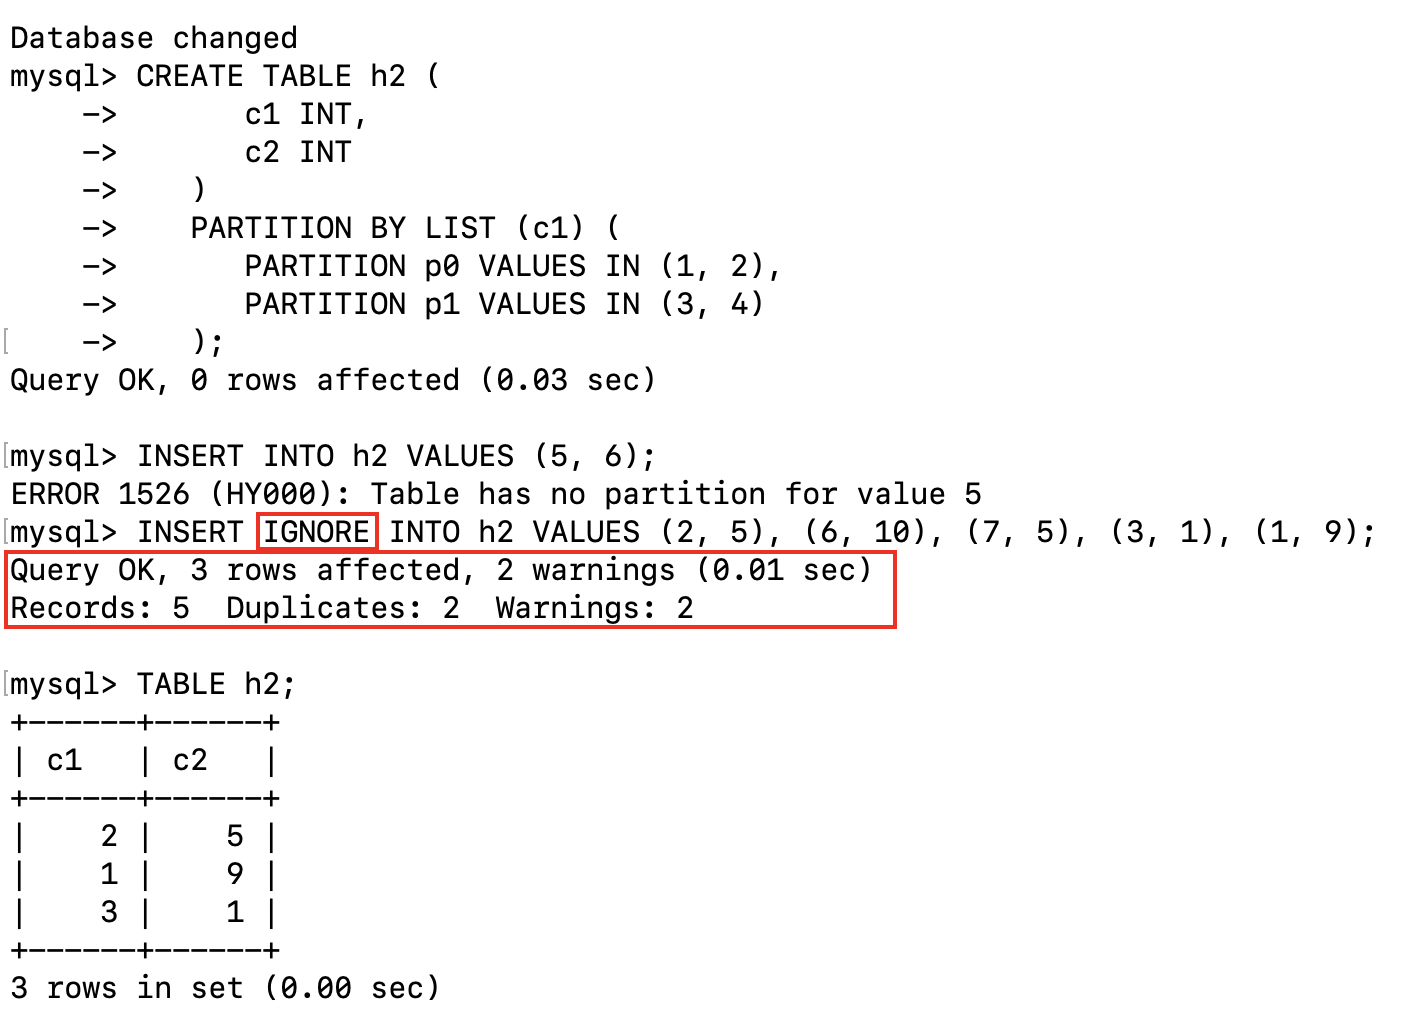 Database changed
mysql> CREATE TABLE h2 (
    ->       c1 INT,
    ->       c2 INT
    ->    )
    ->    PARTITION BY LIST (c1) (
    ->       PARTITION p0 VALUES IN (1, 2),
    ->       PARTITION p1 VALUES IN (3, 4)
[    ->    );
Query OK, 0 rows affected (0.03 sec)

[mysql> INSERT INTO h2 VALUES (5, 6);
ERROR 1526 (HY000): Table has no partition for value 5
[mysql> INSERT IGNORE INTO h2 VALUES (2, 5), (6, 10), (7, 5), (3, 1), (1, 9);
Query OK, 3 rows affected, 2 warnings (0.01 sec)
Records: 5  Duplicates: 2  Warnings: 2

[mysql> TABLE h2;
+------+------+
| c1   | c2   |
+------+------+
|    2 |    5 |
|    1 |    9 |
|    3 |    1 |
+------+------+
3 rows in set (0.00 sec)